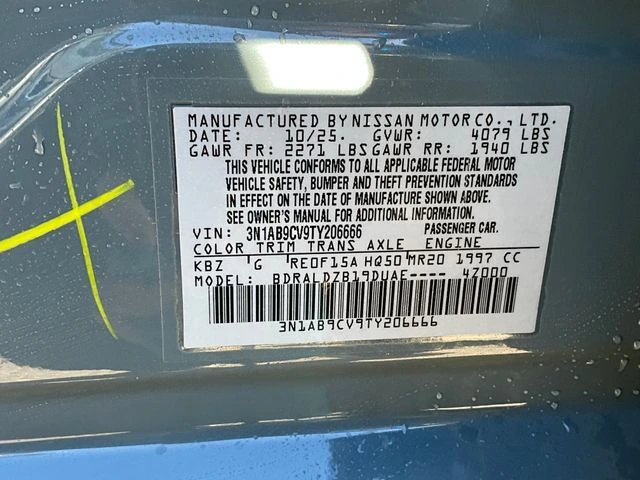 MANUFACTURED BY NISSAN MOTOR CO., LTD.
DATE: 10/25. GVWR: 4079 LBS
GAWR FR: 2271 LBS GAWR RR: 1940 LBS
THIS VEHICLE CONFORMS TO ALL APPLICABLE FEDERAL MOTOR
VEHICLE SAFETY, BUMPER AND THEFT PREVENTION STANDARDS
IN EFFECT ON THE DATE OF MANUFACTURE SHOWN ABOVE.
SEE OWNER'S MANUAL FOR ADDITIONAL INFORMATION.
VIN: 3N1AB9CV9TY206666 PASSENGER CAR.
COLOR TRIM TRANS AXLE ENGINE
KBZ G RE0F15A HQ50 MR20 1997 CC
MODEL: BDRALDZB19DUAE---- 4Z000
3N1AB9CV9TY206666